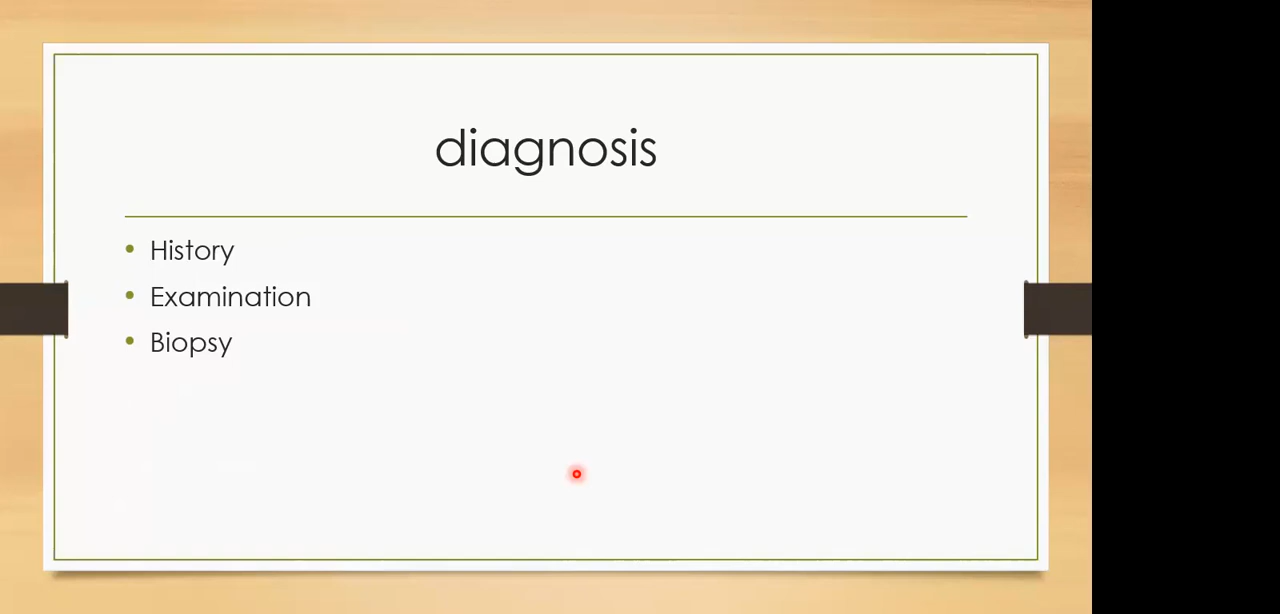 diagnosis
• History
• Examination
• Biopsy